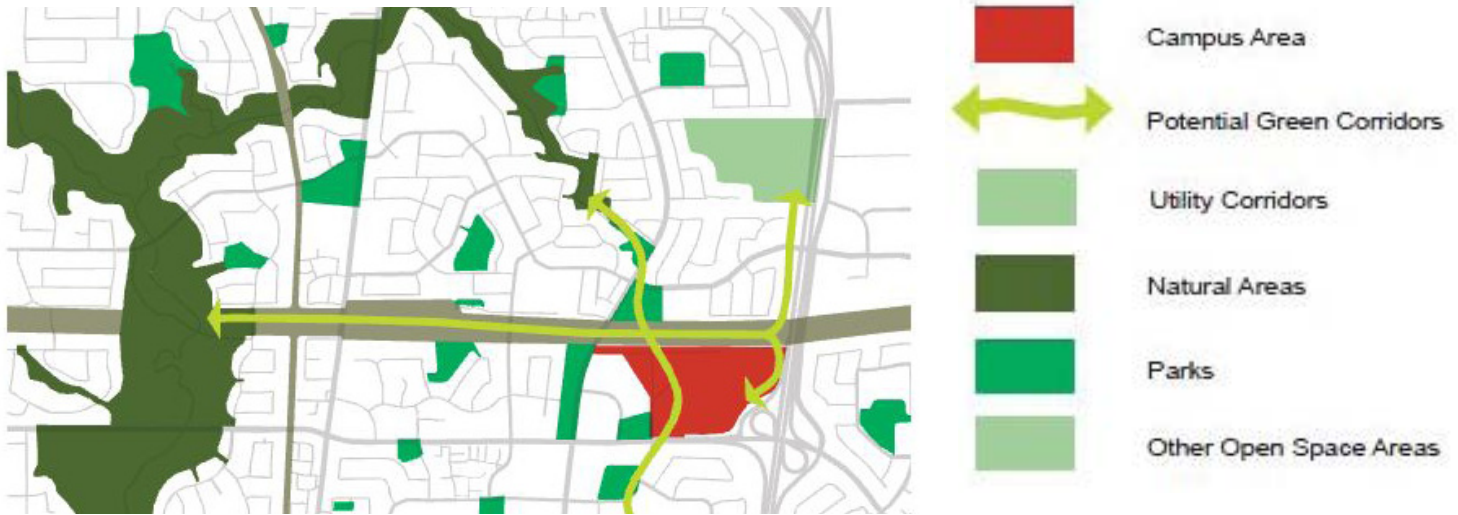 Campus Area
Potential Green Corridors
Utility Corridors
Natural Areas
Parks
Other Open Space Areas